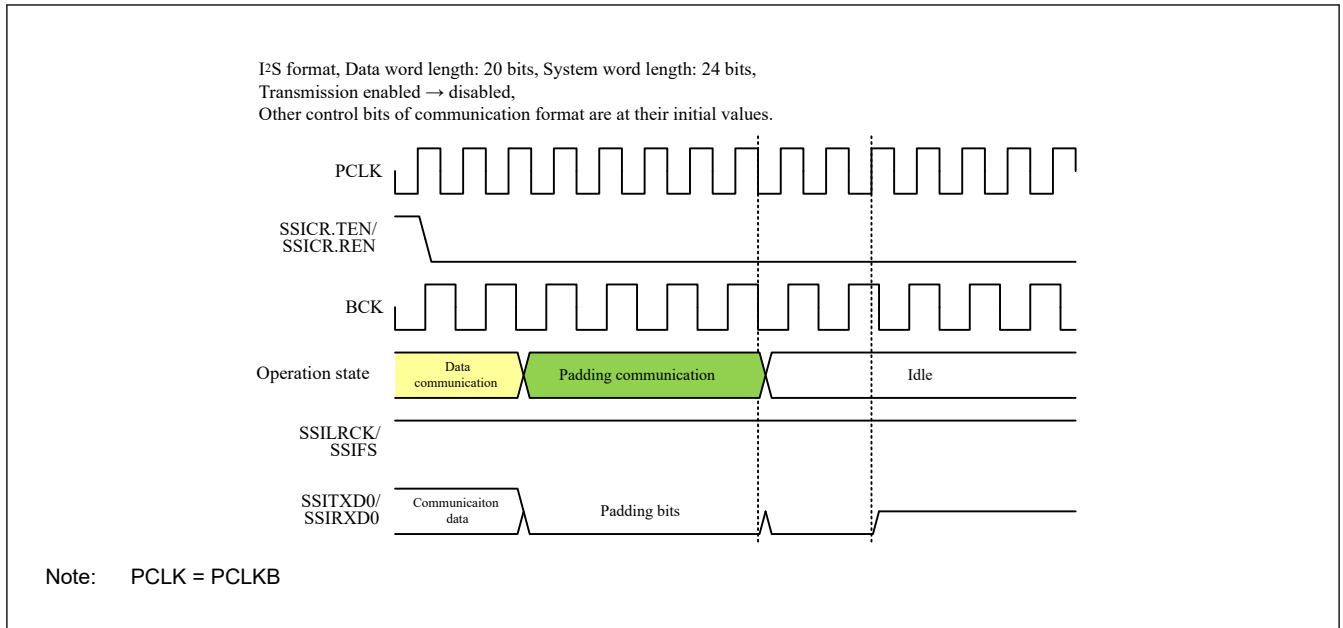 I²S format, Data word length: 20 bits, System word length: 24 bits,
Transmission enabled → disabled,
Other control bits of communication format are at their initial values.
PCLK
SSICR.TEN/
SSICR.REN
BCK
Operation state
Data
communication
Padding communication
Idle
SSILRCK/
SSIFS
SSITXD0/
SSIRXD0
Communicaiton
data
Padding bits
Note: PCLK = PCLKB